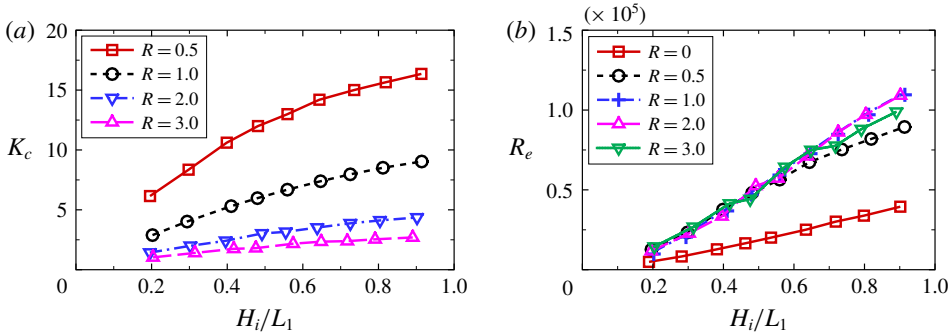 (a)
20
15
10
5
0
K_c
R = 0.5
R = 1.0
R = 2.0
R = 3.0
0.2
0.4
0.6
0.8
1.0
H_i/L_1
(b)
(× 10^5)
1.5
1.0
0.5
0
R_e
R = 0
R = 0.5
R = 1.0
R = 2.0
R = 3.0
0.2
0.4
0.6
0.8
1.0
H_i/L_1